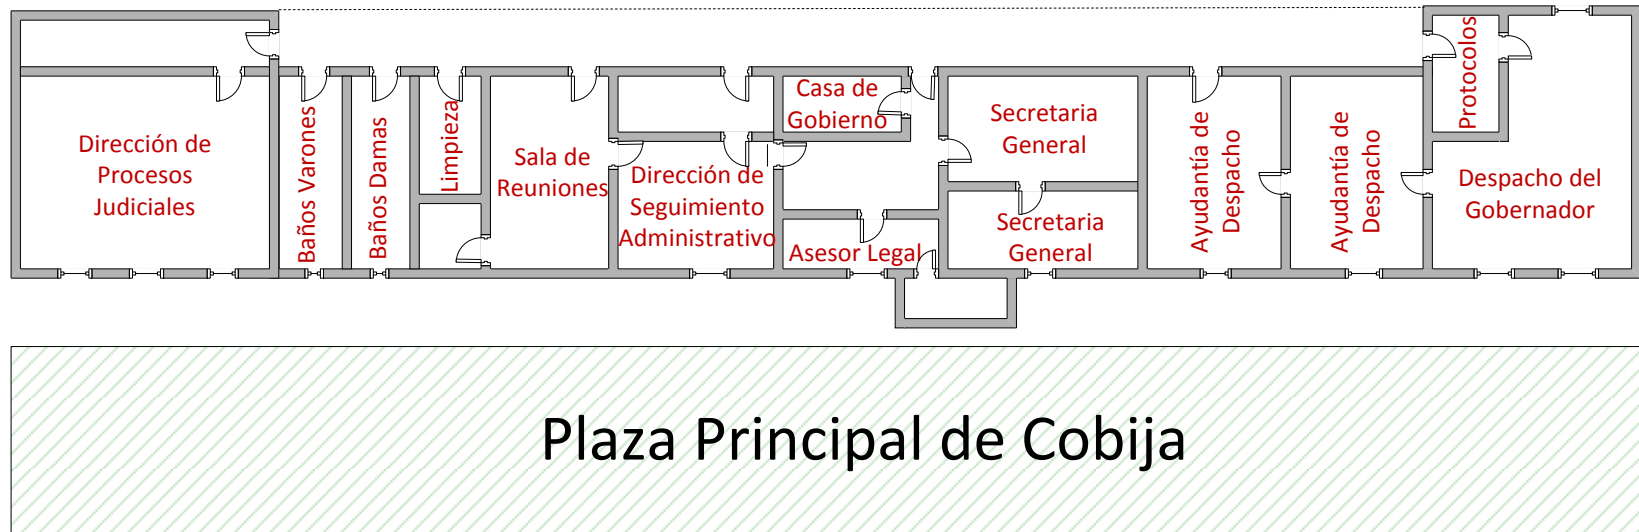 Dirección de
Procesos
Judiciales
Baños Varones
Baños Damas
Limpieza
Sala de
Reuniones
Dirección de
Seguimiento
Administrativo
Casa de
Gobierno
Asesor Legal
Secretaria
General
Secretaria
General
Ayudantía de
Despacho
Ayudantía de
Despacho
Protocolos
Despacho del
Gobernador
Plaza Principal de Cobija